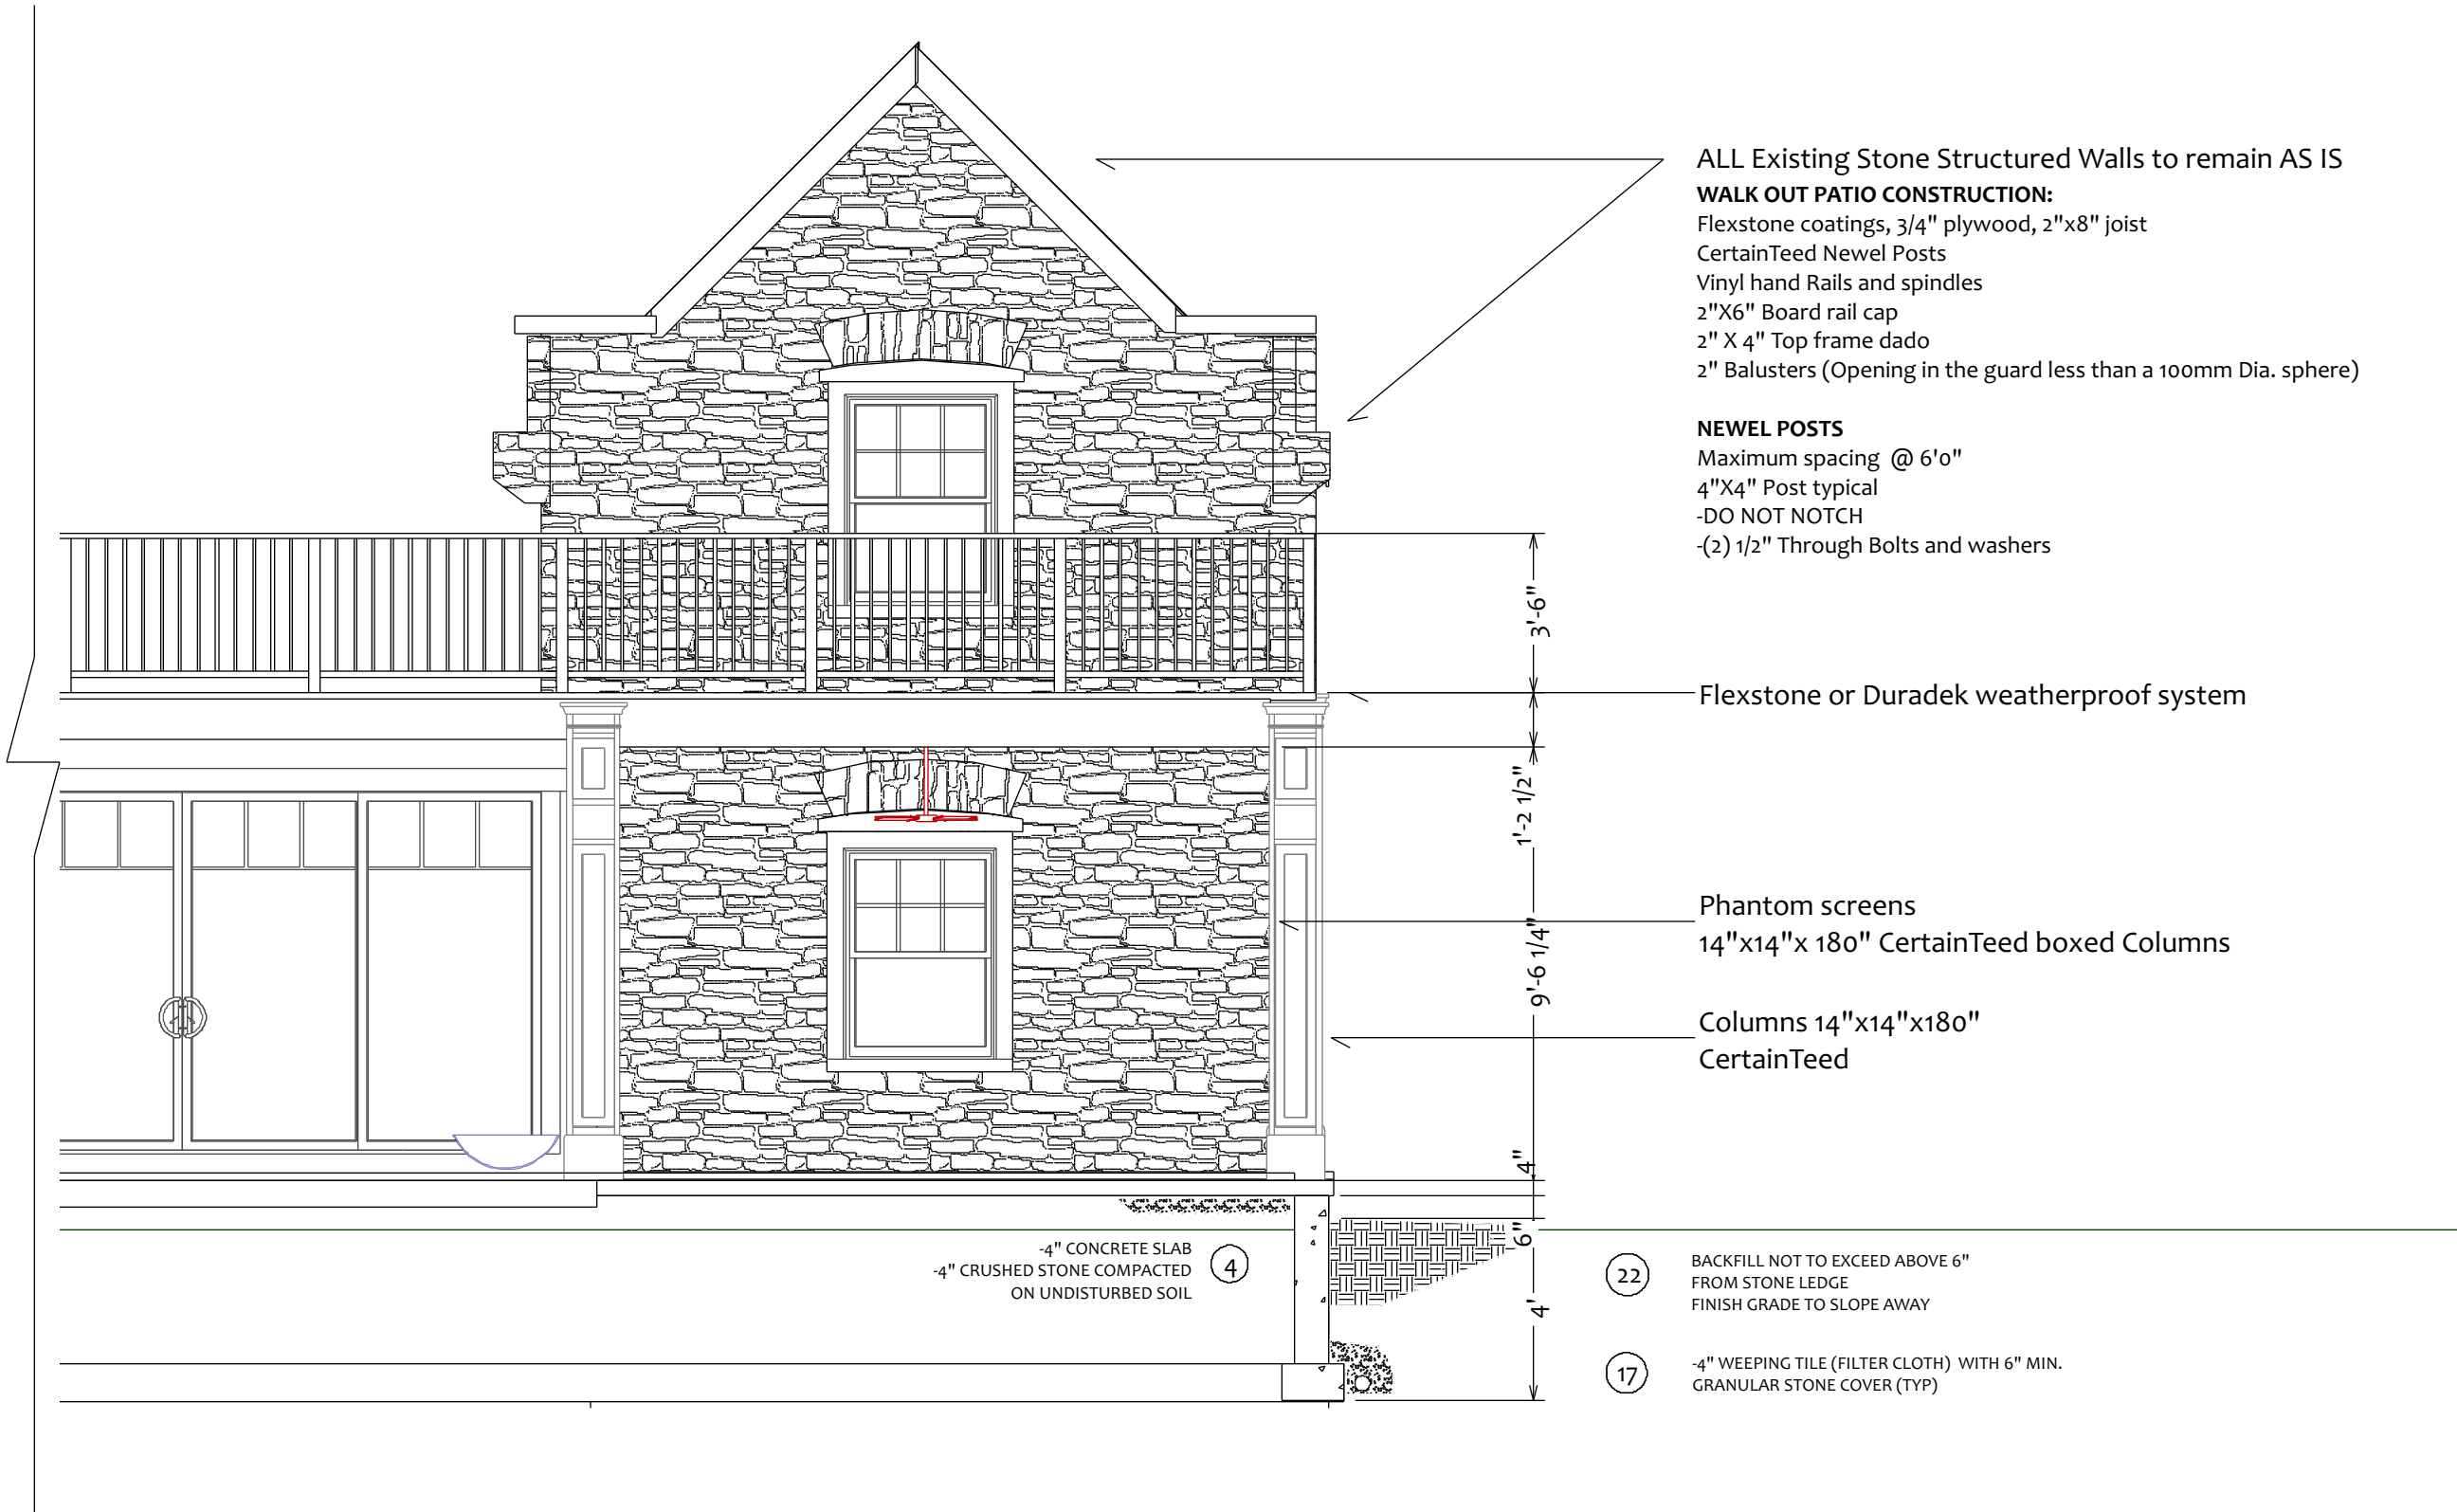 ALL Existing Stone Structured Walls to remain AS IS
WALK OUT PATIO CONSTRUCTION:
Flexstone coatings, 3/4" plywood, 2"x8" joist
CertainTeed Newel Posts
Vinyl hand Rails and spindles
2"X6" Board rail cap
2" X 4" Top frame dado
2" Balusters (Opening in the guard less than a 100mm Dia. sphere)
NEWEL POSTS
Maximum spacing @ 6'0"
4"X4" Post typical
-DO NOT NOTCH
-(2) 1/2" Through Bolts and washers
3'-6"
Flexstone or Duradek weatherproof system
1'-2 1/2"
Phantom screens
14"x14"x 180" CertainTeed boxed Columns
9'-6 1/4"
Columns 14"x14"x180"
CertainTeed
4"
6"
4'
-4" CONCRETE SLAB
-4" CRUSHED STONE COMPACTED
ON UNDISTURBED SOIL
4
22
BACKFILL NOT TO EXCEED ABOVE 6"
FROM STONE LEDGE
FINISH GRADE TO SLOPE AWAY
17
-4" WEEPING TILE (FILTER CLOTH) WITH 6" MIN.
GRANULAR STONE COVER (TYP)